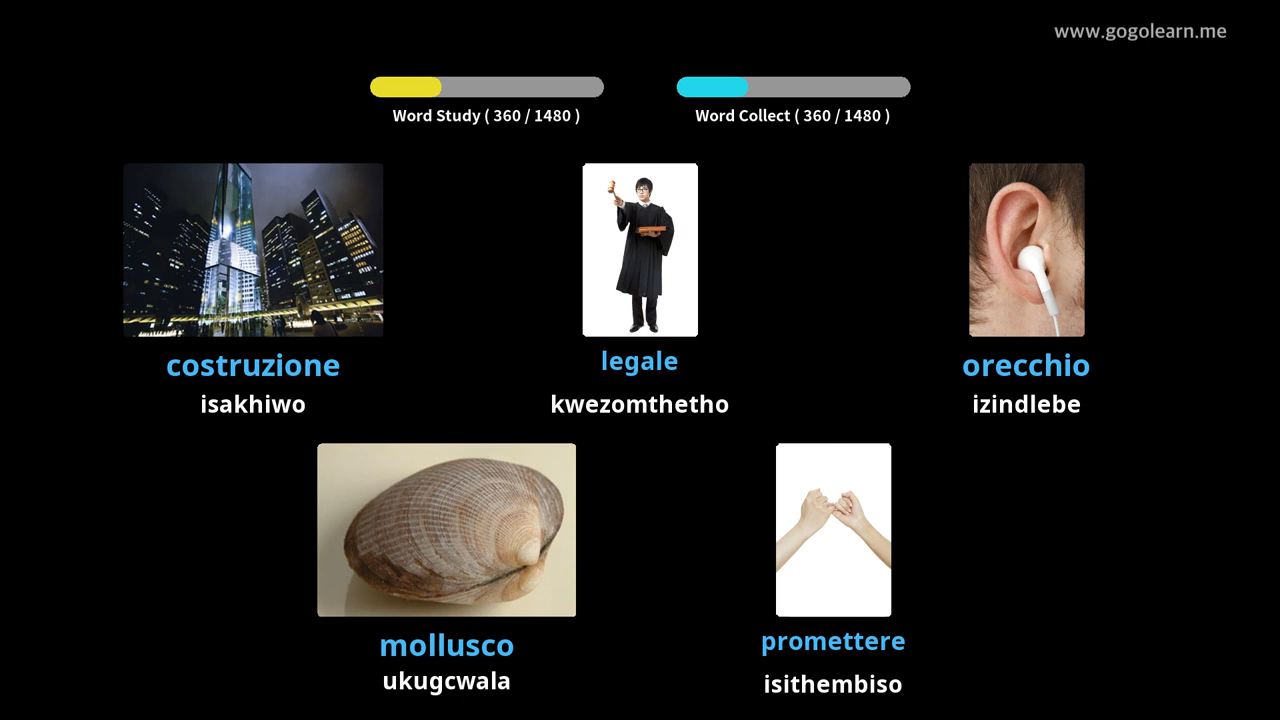 www.gogolearn.me
Word Study ( 360 / 1480 )
Word Collect ( 360 / 1480 )
costruzione
isakhiwo
legale
kwezomthetho
orecchio
izindlebe
mollusco
ukugcwala
promettere
isithembiso